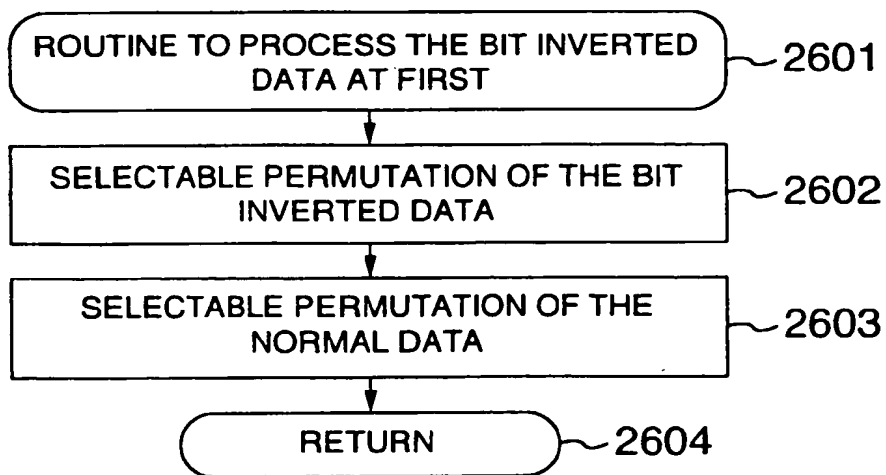 ROUTINE TO PROCESS THE BIT INVERTED
DATA AT FIRST
2601
SELECTABLE PERMUTATION OF THE BIT
INVERTED DATA
2602
SELECTABLE PERMUTATION OF THE
NORMAL DATA
2603
RETURN
2604